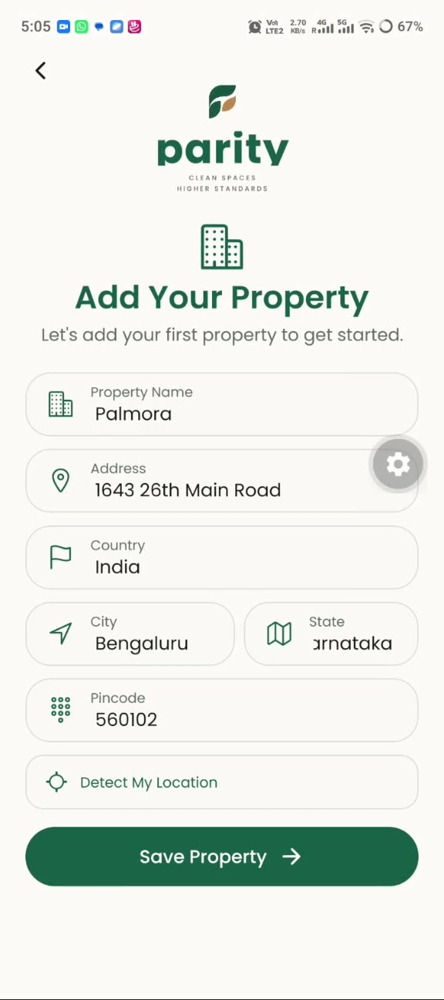 5:05 Vo) LTE2 2.70 KB/s 4G R 5G 67%
parity
CLEAN SPACES
HIGHER STANDARDS
Add Your Property
Let's add your first property to get started.
Property Name
Palmora
Address
1643 26th Main Road
Country
India
City
Bengaluru
State
arnataka
Pincode
560102
Detect My Location
Save Property